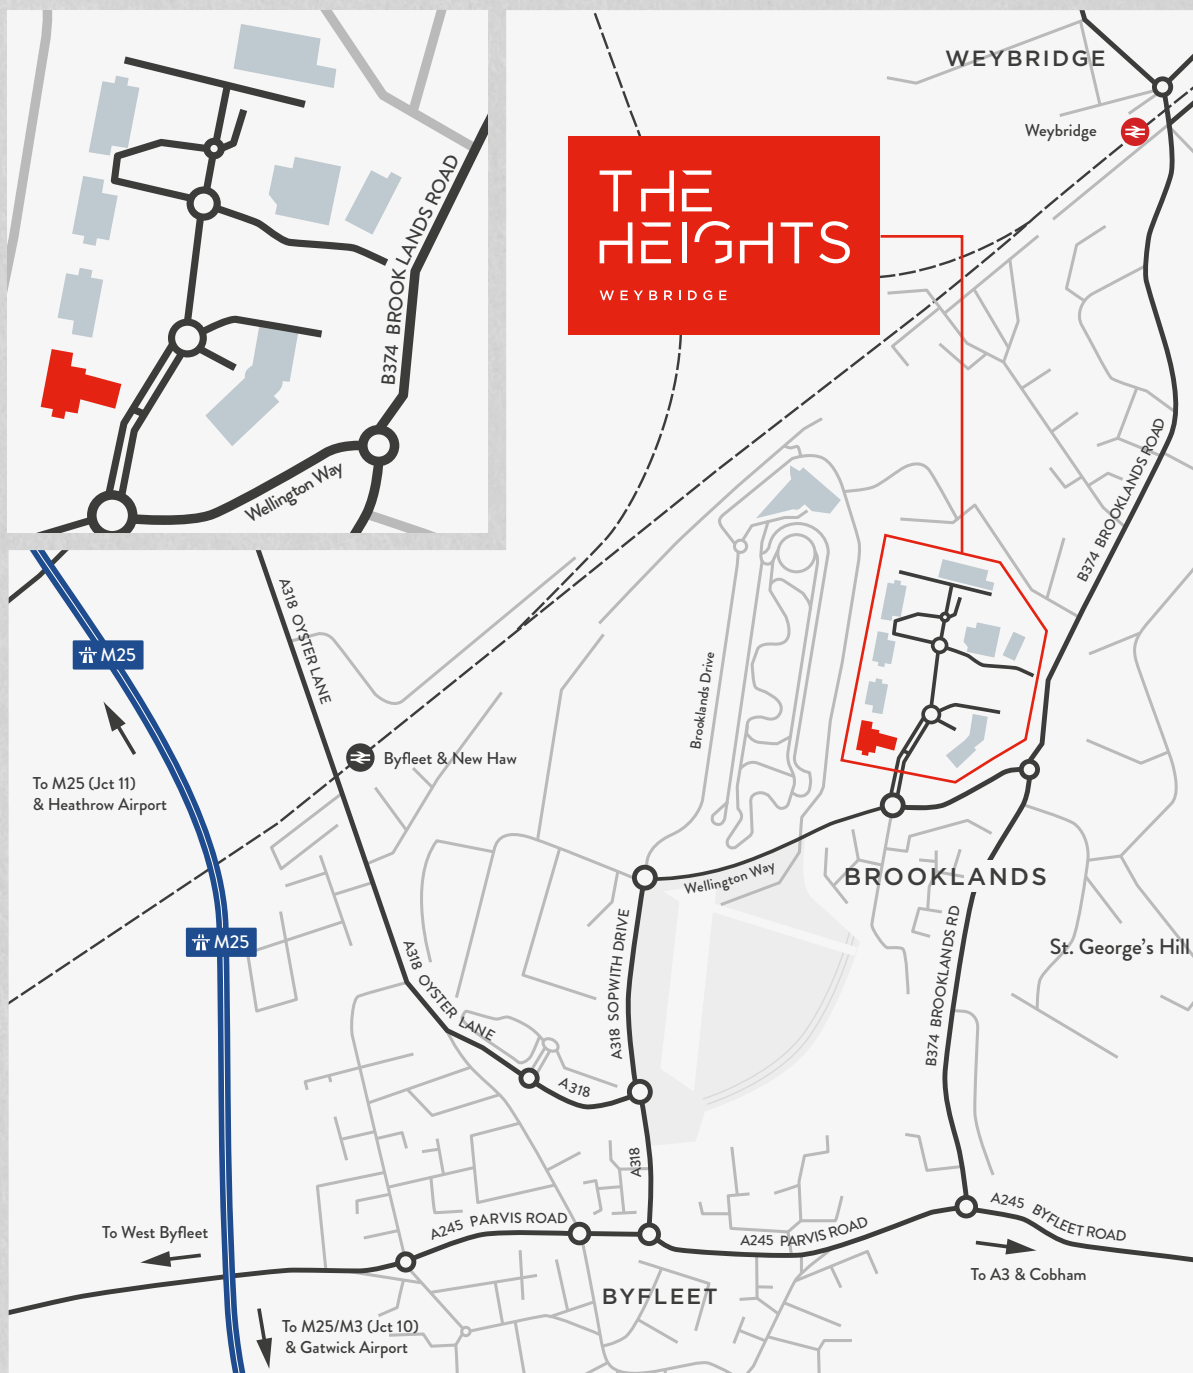 B374 BROOKLANDS ROAD
Wellington Way
WEYBRIDGE
Weybridge
THE
HEIGHTS
WEYBRIDGE
B374 BROOKLANDS ROAD
A318 OYSTER LANE
M25
Brooklands Drive
To M25 (Jct 11)
& Heathrow Airport
Byfleet & New Haw
Wellington Way
BROOKLANDS
M25
A318 OYSTER LANE
A318 SOPWITH DRIVE
B374 BROOKLANDS RD
St. George's Hill
A318
A318
To West Byfleet
A245 PARVIS ROAD
A245 PARVIS ROAD
A245 BYFLEET ROAD
To A3 & Cobham
BYFLEET
To M25/M3 (Jct 10)
& Gatwick Airport